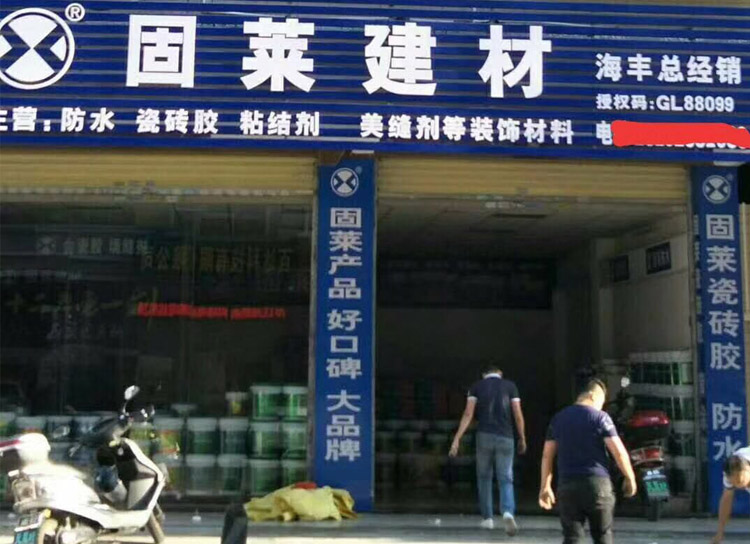 ®
固莱建材
海丰总经销
授权码:GL88099
主营:防水 瓷砖胶 粘结剂 美缝剂等装饰材料
电
固莱产品 好口碑 大品牌
固莱瓷砖胶 防水